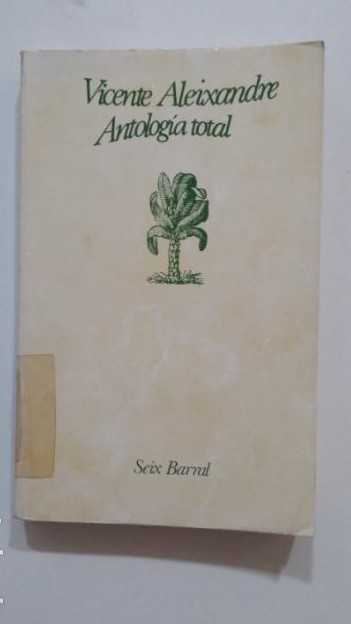 Vicente Aleixandre
Antología total
Seix Barral